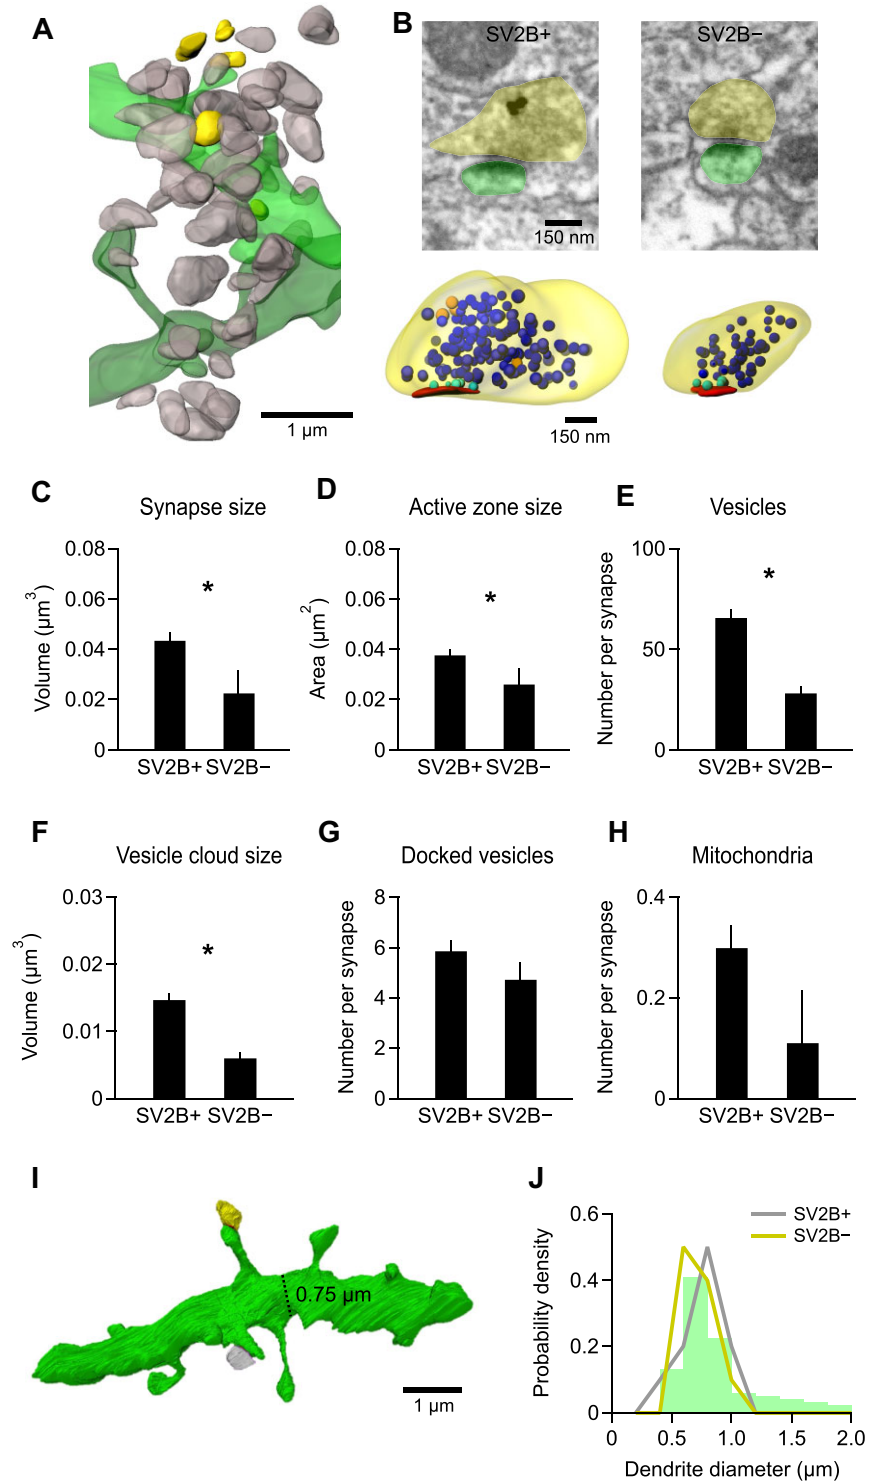 A
1 µm
B
SV2B+
SV2B−
150 nm
150 nm
C
Synapse size
Volume (µm3)
0.08
0.06
0.04
0.02
0
*
SV2B+ SV2B−
D
Active zone size
Area (µm2)
0.08
0.06
0.04
0.02
0
*
SV2B+ SV2B−
E
Vesicles
Number per synapse
100
50
0
*
SV2B+ SV2B−
F
Vesicle cloud size
Volume (µm3)
0.03
0.02
0.01
0
*
SV2B+ SV2B−
G
Docked vesicles
Number per synapse
8
6
4
2
0
SV2B+ SV2B−
H
Mitochondria
Number per synapse
0.4
0.2
0
SV2B+ SV2B−
I
0.75 µm
1 µm
J
Probability density
0.6
0.4
0.2
0
SV2B+
SV2B−
0 0.5 1.0 1.5 2.0
Dendrite diameter (µm)